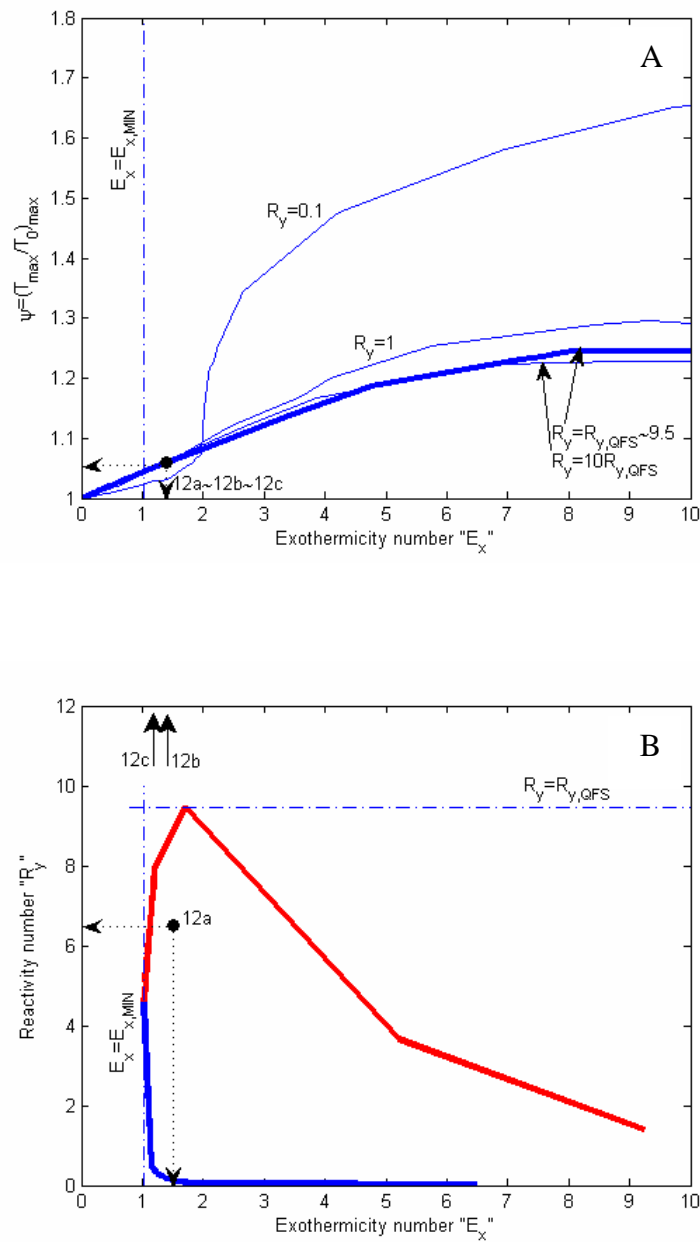 A
1.8
1.7
1.6
1.5
1.4
1.3
1.2
1.1
1
ψ=(T_max/T_0)_max
E_x=E_x,MIN
R_y=0.1
R_y=1
R_y=R_y,QFS~9.5
R_y=10R_y,QFS
12a~12b~12c
0 1 2 3 4 5 6 7 8 9 10
Exothermicity number "E_x"
B
12
10
8
6
4
2
0
Reactivity number "R_y"
12c 12b
R_y=R_y,QFS
12a
E_x=E_x,MIN
0 1 2 3 4 5 6 7 8 9 10
Exothermicity number "E_x"